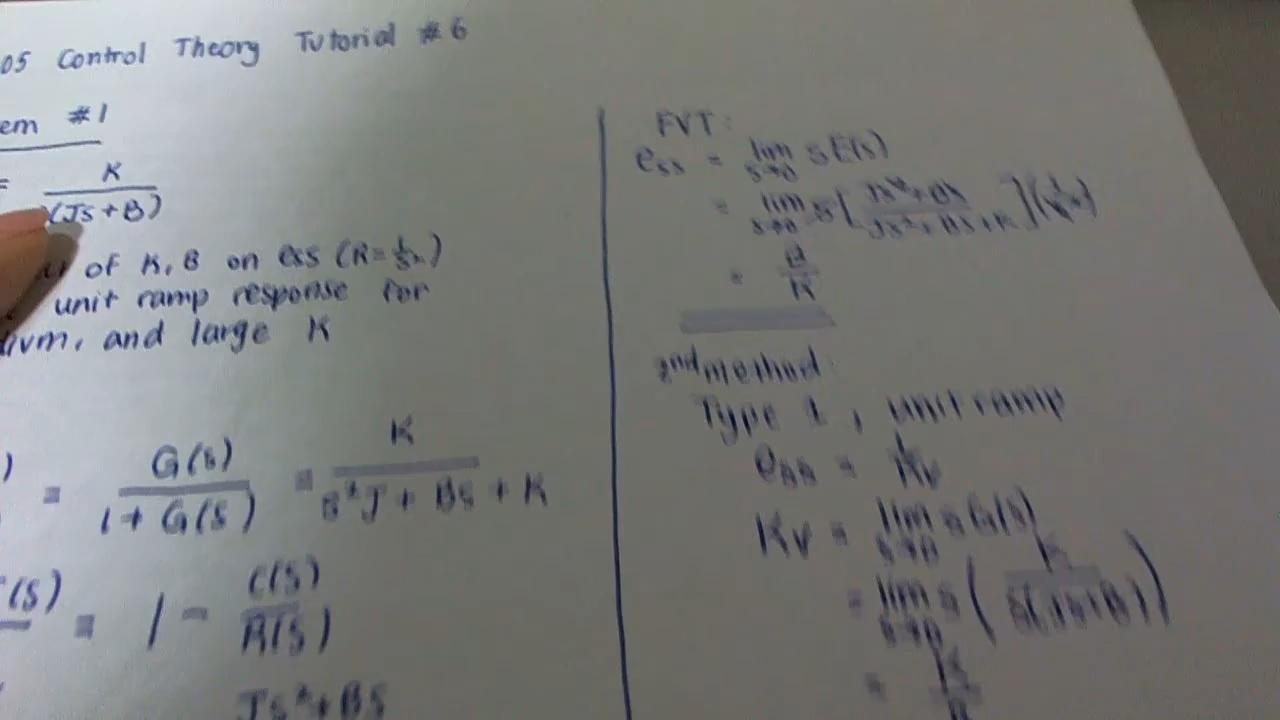 05 Control Theory Tutorial #6
em #1
= K
(Js + B)
of K, B on ess (R = 1/s²)
unit ramp response for
ium, and large K
) = G(s) / 1 + G(s) = K / s²J + Bs + K
(s) = 1 - C(s) / R(s)
Js² + Bs
FVT:
ess = lim s→0 sE(s)
= lim s→0 s[Js² + Bs / Js² + Bs + K](1/s²)
= B/K
2nd method:
Type 1, unit ramp
ess = 1/Kv
Kv = lim s→0 sG(s)
= lim s→0 s(K / s(Js+B))
= K/B